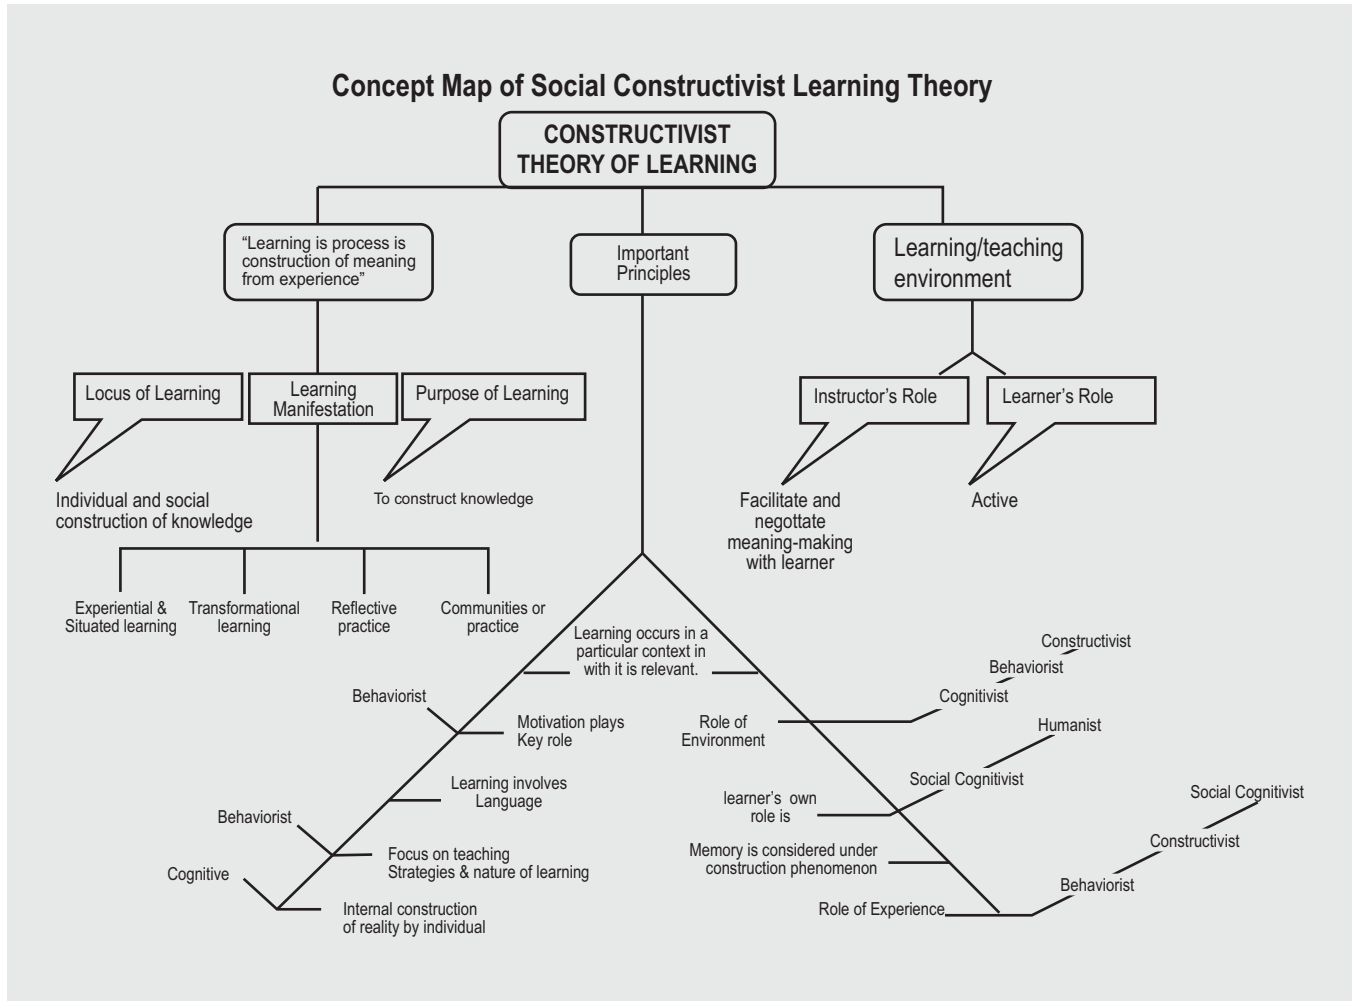 Concept Map of Social Constructivist Learning Theory
CONSTRUCTIVIST
THEORY OF LEARNING
“Learning is process is
construction of meaning
from experience”
Important
Principles
Learning/teaching
environment
Locus of Learning
Learning
Manifestation
Purpose of Learning
Instructor’s Role
Learner’s Role
Individual and social
construction of knowledge
To construct knowledge
Facilitate and
negottate
meaning-making
with learner
Active
Experiential &
Situated learning
Transformational
learning
Reflective
practice
Communities or
practice
Learning occurs in a
particular context in
with it is relevant.
Behaviorist
Motivation plays
Key role
Learning involves
Language
Behaviorist
Focus on teaching
Strategies & nature of learning
Cognitive
Internal construction
of reality by individual
Role of
Environment
Cognitivist
Behaviorist
Constructivist
learner’s own
role is
Social Cognitivist
Humanist
Memory is considered under
construction phenomenon
Role of Experience
Behaviorist
Constructivist
Social Cognitivist